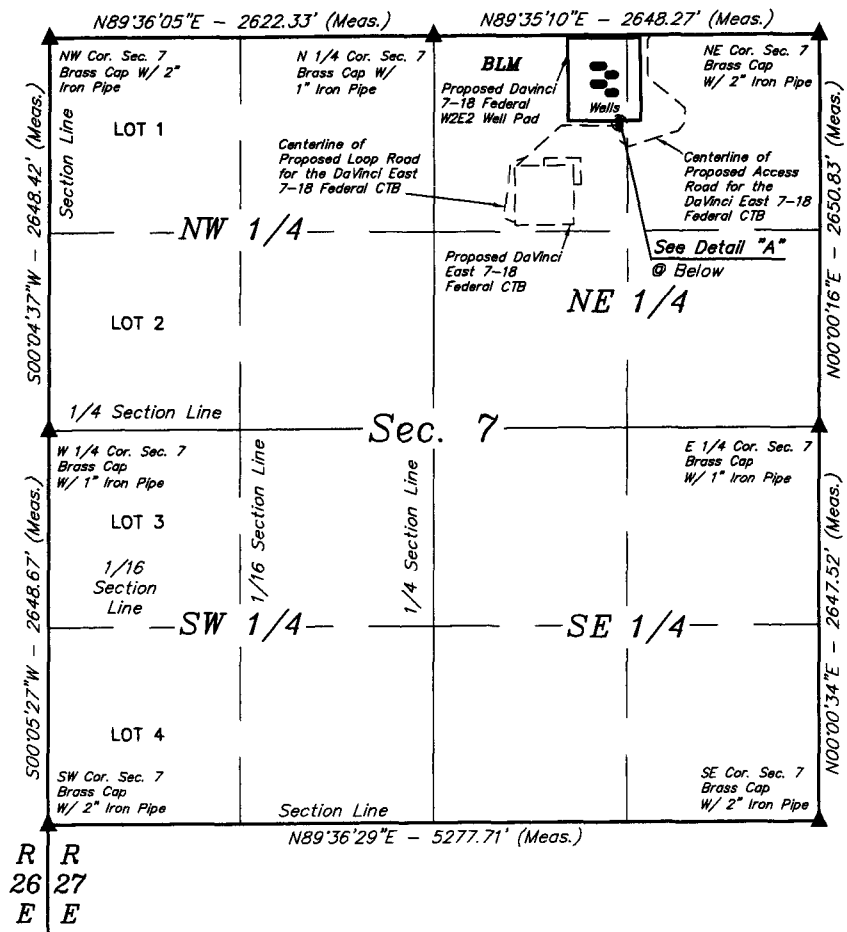 N89°36'05"E - 2622.33' (Meas.)
N89°35'10"E - 2648.27' (Meas.)
NW Cor. Sec. 7
Brass Cap W/ 2"
Iron Pipe
N 1/4 Cor. Sec. 7
Brass Cap W/
1" Iron Pipe
BLM
Proposed Davinci
7-18 Federal
W2E2 Well Pad
Wells
NE Cor. Sec. 7
Brass Cap
W/ 2" Iron Pipe
LOT 1
Section Line
S00°04'37"W - 2648.42' (Meas.)
Centerline of
Proposed Loop Road
for the DaVinci East
7-18 Federal CTB
Centerline of
Proposed Access
Road for the
DaVinci East 7-18
Federal CTB
N00°00'16"E - 2650.83' (Meas.)
NW 1/4
Proposed DaVinci
East 7-18
Federal CTB
See Detail "A"
@ Below
NE 1/4
LOT 2
1/4 Section Line
Sec. 7
W 1/4 Cor. Sec. 7
Brass Cap
W/ 1" Iron Pipe
E 1/4 Cor. Sec. 7
Brass Cap
W/ 1" Iron Pipe
LOT 3
1/16
Section
Line
1/16 Section Line
1/4 Section Line
S00°05'27"W - 2648.67' (Meas.)
N00°00'34"E - 2647.52' (Meas.)
SW 1/4
SE 1/4
LOT 4
SW Cor. Sec. 7
Brass Cap
W/ 2" Iron Pipe
SE Cor. Sec. 7
Brass Cap
W/ 2" Iron Pipe
Section Line
N89°36'29"E - 5277.71' (Meas.)
R R
26 27
E E